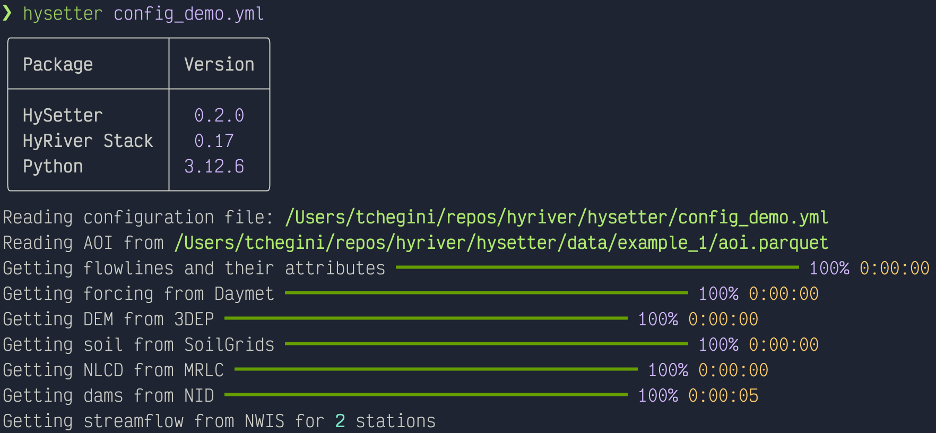 ❯ hysetter config_demo.yml
Package Version
HySetter 0.2.0
HyRiver Stack 0.17
Python 3.12.6
Reading configuration file: /Users/tchegini/repos/hyriver/hysetter/config_demo.yml
Reading AOI from /Users/tchegini/repos/hyriver/hysetter/data/example_1/aoi.parquet
Getting flowlines and their attributes 100% 0:00:00
Getting forcing from Daymet 100% 0:00:00
Getting DEM from 3DEP 100% 0:00:00
Getting soil from SoilGrids 100% 0:00:00
Getting NLCD from MRLC 100% 0:00:00
Getting dams from NID 100% 0:00:05
Getting streamflow from NWIS for 2 stations